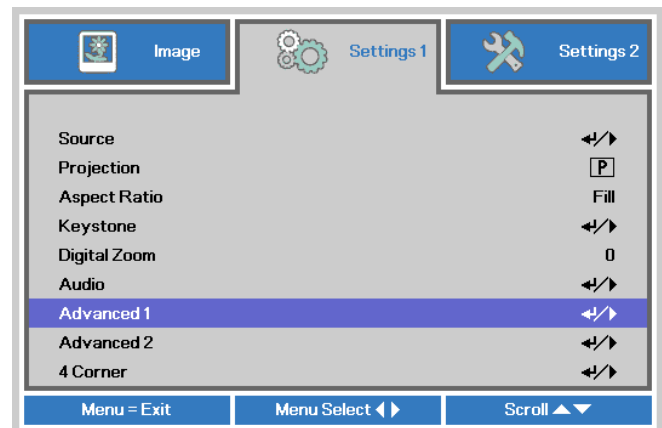 Image
Settings 1
Settings 2
Source ↵/▶
Projection P
Aspect Ratio Fill
Keystone ↵/▶
Digital Zoom 0
Audio ↵/▶
Advanced 1 ↵/▶
Advanced 2 ↵/▶
4 Corner ↵/▶
Menu = Exit
Menu Select ◀▶
Scroll ▲▼